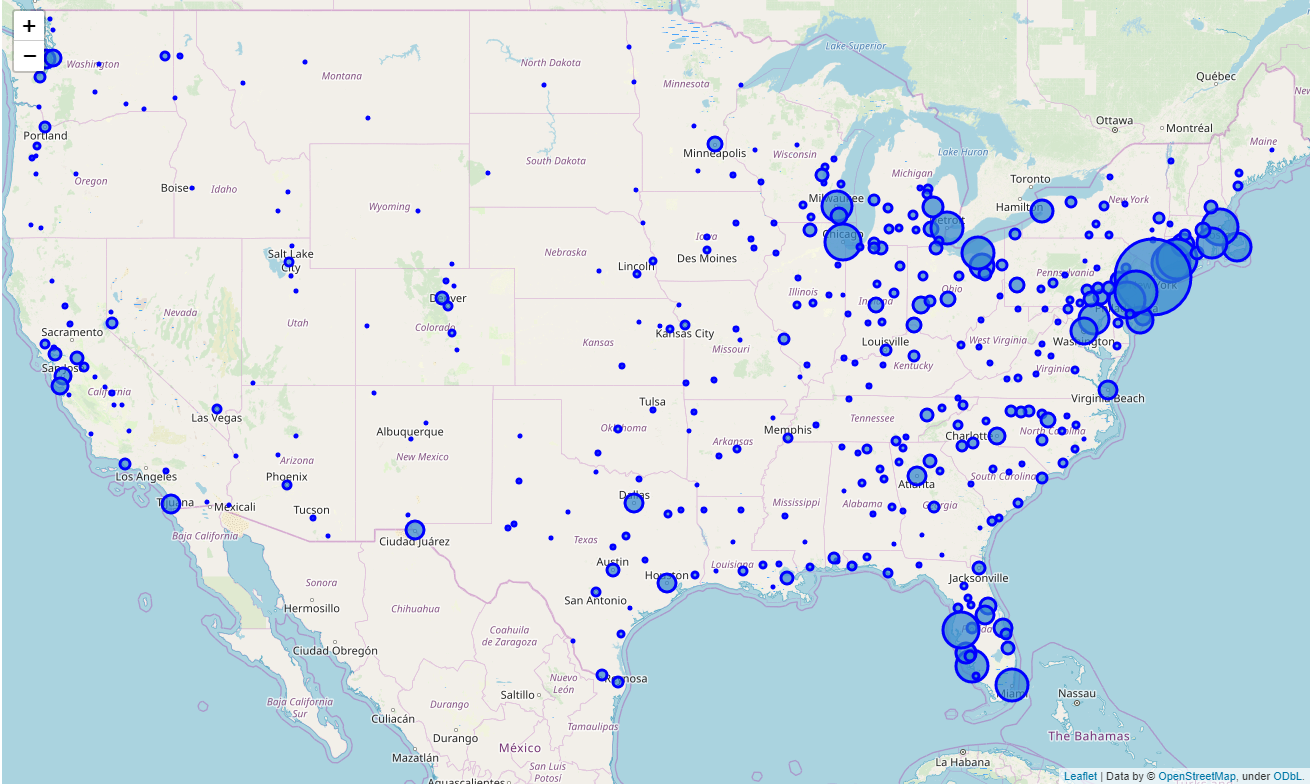 +
−
Lake Superior
Washington
Montana
North Dakota
Minnesota
Québec
Ottawa
Montréal
Maine
Portland
Minneapolis
Wisconsin
Lake Huron
Oregon
Boise
Idaho
South Dakota
Michigan
Toronto
Wyoming
Milwaukee
New York
Hamilton
Chicago
Salt Lake
City
Nebraska
Iowa
Des Moines
Lincoln
Pennsylvania
Illinois
Ohio
Denver
Nevada
Utah
Colorado
Sacramento
Kansas City
Kansas
Missouri
Louisville
West Virginia
Washington
Kentucky
Virginia
California
Virginia Beach
Las Vegas
Tulsa
Albuquerque
Oklahoma
Memphis
Tennessee
Charlotte
North Carolina
Arizona
New Mexico
Arkansas
Los Angeles
Phoenix
Dallas
Atlanta
South Carolina
Tijuana
Mexicali
Tucson
Mississippi
Alabama
Georgia
Baja California
Ciudad Juárez
Texas
Austin
Houston
Louisiana
Jacksonville
Sonora
Hermosillo
Chihuahua
San Antonio
Coahuila
de Zaragoza
Ciudad Obregón
Nuevo
León
Saltillo
Miami
Nassau
Baja California
Sur
Culiacán
Durango
Tamaulipas
The Bahamas
Durango
México
Mazatlán
San Luis
Potosí
La Habana
Aguascalientes
Leaflet | Data by © OpenStreetMap, under ODbL.